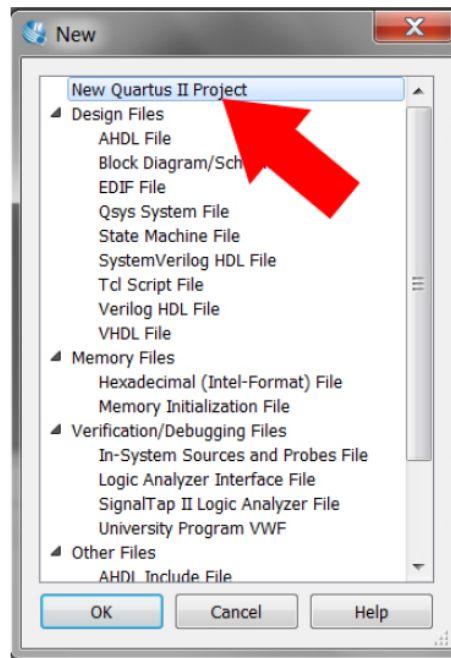 New
New Quartus II Project
Design Files
AHDL File
Block Diagram/Sch
EDIF File
Qsys System File
State Machine File
SystemVerilog HDL File
Tcl Script File
Verilog HDL File
VHDL File
Memory Files
Hexadecimal (Intel-Format) File
Memory Initialization File
Verification/Debugging Files
In-System Sources and Probes File
Logic Analyzer Interface File
SignalTap II Logic Analyzer File
University Program VWF
Other Files
AHDL Include File
OK Cancel Help